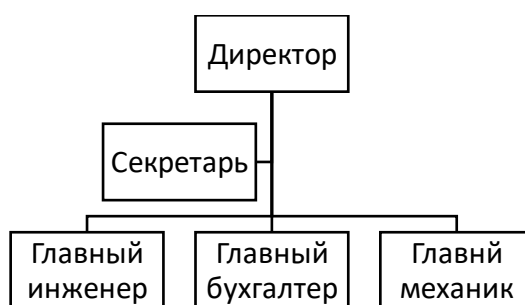 Директор
Секретарь
Главный
инженер
Главный
бухгалтер
Главнй
механик